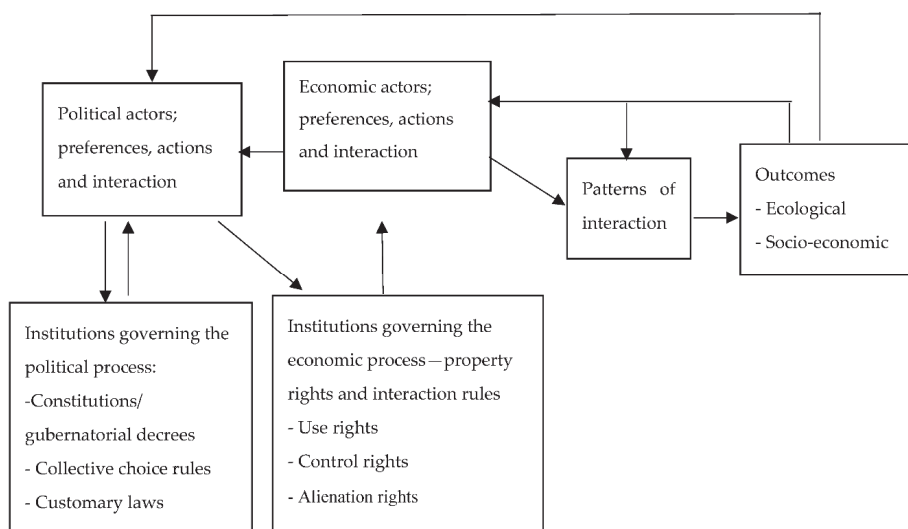 Political actors;
preferences, actions
and interaction
Economic actors;
preferences, actions
and interaction
Patterns of
interaction
Outcomes
- Ecological
- Socio-economic
Institutions governing the
political process:
-Constitutions/
gubernatorial decrees
- Collective choice rules
- Customary laws
Institutions governing the
economic process—property
rights and interaction rules
- Use rights
- Control rights
- Alienation rights